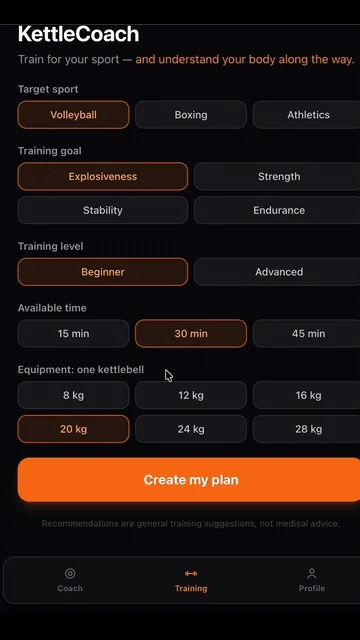 KettleCoach
Train for your sport — and understand your body along the way.
Target sport
Volleyball Boxing Athletics
Training goal
Explosiveness Strength
Stability Endurance
Training level
Beginner Advanced
Available time
15 min 30 min 45 min
Equipment: one kettlebell
8 kg 12 kg 16 kg
20 kg 24 kg 28 kg
Create my plan
Recommendations are general training suggestions, not medical advice.
Coach Training Profile